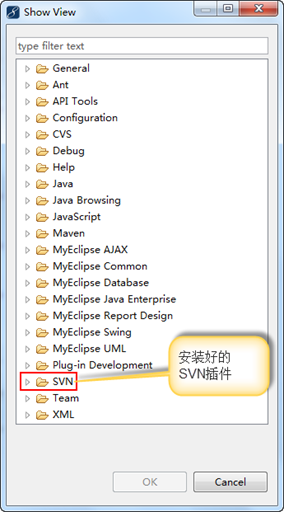 Show View
type filter text
General
Ant
API Tools
Configuration
CVS
Debug
Help
Java
Java Browsing
JavaScript
Maven
MyEclipse AJAX
MyEclipse Common
MyEclipse Database
MyEclipse Java Enterprise
MyEclipse Report Design
MyEclipse Swing
MyEclipse UML
Plug-in Development
SVN
Team
XML
安装好的
SVN插件
OK
Cancel